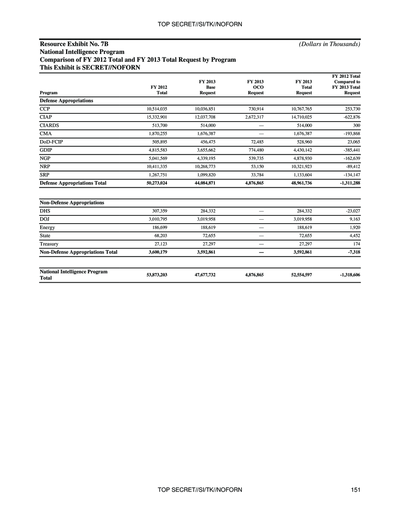 TOP SECRET//SI/TK//NOFORN
Resource Exhibit No. 7B (Dollars in Thousands)
National Intelligence Program
Comparison of FY 2012 Total and FY 2013 Total Request by Program
This Exhibit is SECRET//NOFORN
Program FY 2012 Total FY 2013 Base Request FY 2013 OCO Request FY 2013 Total Request FY 2012 Total Compared to FY 2013 Total Request
Defense Appropriations
CCP 10,514,035 10,036,851 730,914 10,767,765 253,730
CIAP 15,332,901 12,037,708 2,672,317 14,710,025 -622,876
CIARDS 513,700 514,000 — 514,000 300
CMA 1,870,255 1,676,387 — 1,676,387 -193,868
DoD-FCIP 505,895 456,475 72,485 528,960 23,065
GDIP 4,815,583 3,655,662 774,480 4,430,142 -385,441
NGP 5,041,569 4,339,195 539,735 4,878,930 -162,639
NRP 10,411,335 10,268,773 53,150 10,321,923 -89,412
SRP 1,267,751 1,099,820 33,784 1,133,604 -134,147
Defense Appropriations Total 50,273,024 44,084,871 4,876,865 48,961,736 -1,311,288
Non-Defense Appropriations
DHS 307,359 284,332 — 284,332 -23,027
DOJ 3,010,795 3,019,958 — 3,019,958 9,163
Energy 186,699 188,619 — 188,619 1,920
State 68,203 72,655 — 72,655 4,452
Treasury 27,123 27,297 — 27,297 174
Non-Defense Appropriations Total 3,600,179 3,592,861 — 3,592,861 -7,318
National Intelligence Program Total 53,873,203 47,677,732 4,876,865 52,554,597 -1,318,606
TOP SECRET//SI/TK//NOFORN 151